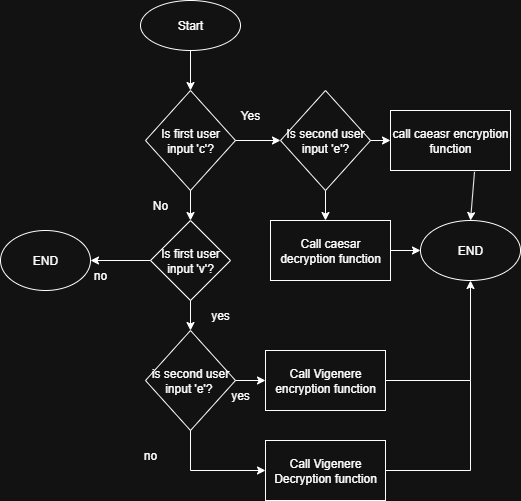 Start
Is first user
input 'c'?
Yes
Is second user
input 'e'?
call caeasr encryption
function
No
Call caesar
decryption function
END
Is first user
input 'v'?
no
END
yes
is second user
input 'e'?
yes
Call Vigenere
encryption function
no
Call Vigenere
Decryption function